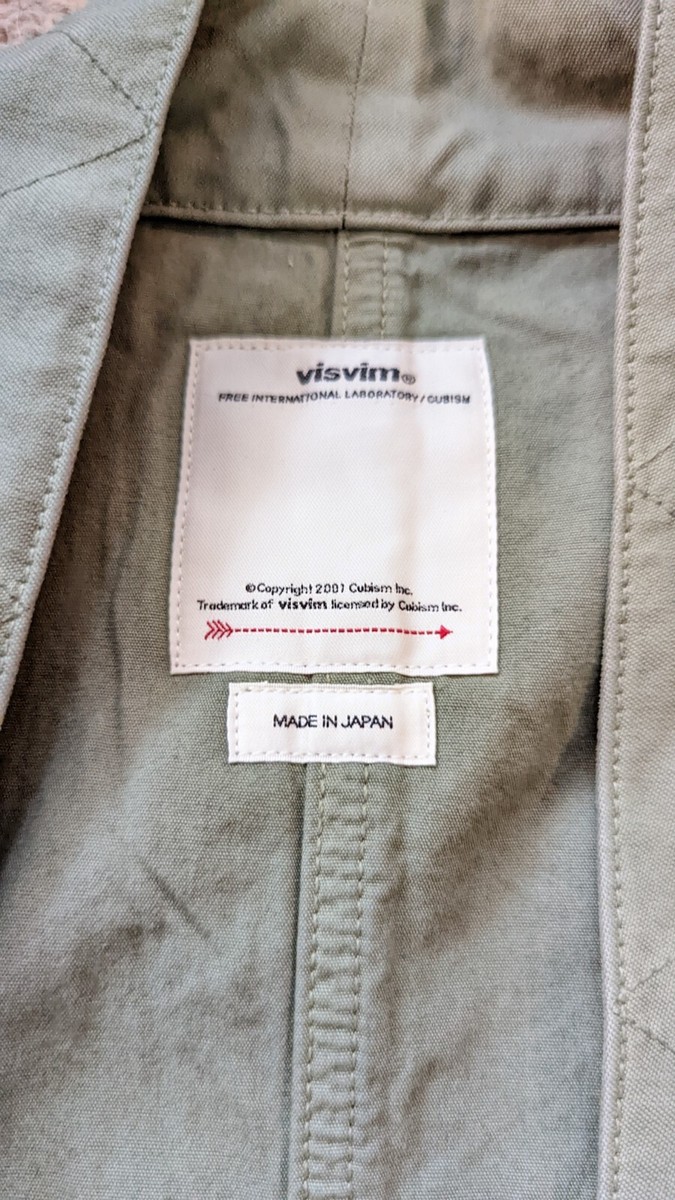 visvim®
FREE INTERNATIONAL LABORATORY / CUBISM
©Copyright 2001 Cubism Inc.
Trademark of visvim licensed by Cubism Inc.
MADE IN JAPAN